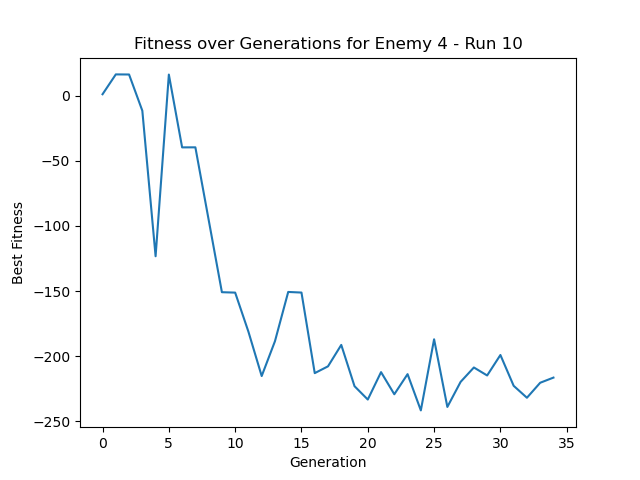 Fitness over Generations for Enemy 4 - Run 10
Best Fitness
0
−50
−100
−150
−200
−250
0 5 10 15 20 25 30 35
Generation